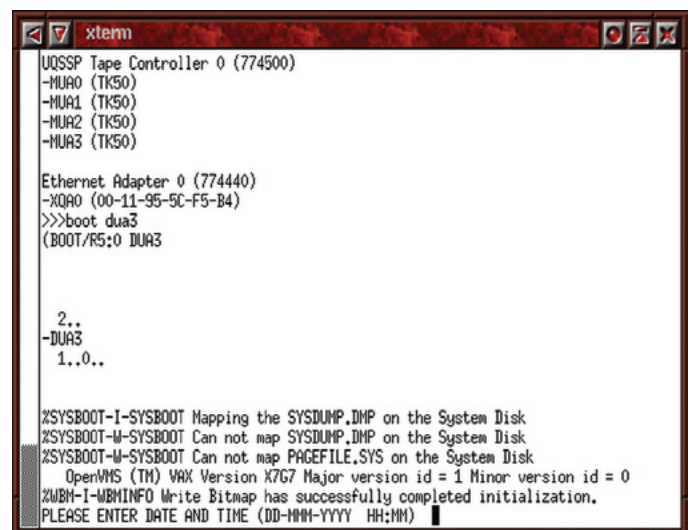 xterm
UQSSP Tape Controller 0 (774500)
-MUA0 (TK50)
-MUA1 (TK50)
-MUA2 (TK50)
-MUA3 (TK50)
Ethernet Adapter 0 (774440)
-XQA0 (00-11-95-5C-F5-B4)
>>>boot dua3
(BOOT/R5:0 DUA3
2..
-DUA3
1..0..
%SYSBOOT-I-SYSBOOT Mapping the SYSDUMP.DMP on the System Disk
%SYSBOOT-W-SYSBOOT Can not map SYSDUMP.DMP on the System Disk
%SYSBOOT-W-SYSBOOT Can not map PAGEFILE.SYS on the System Disk
OpenVMS (TM) VAX Version X7G7 Major version id = 1 Minor version id = 0
%WBM-I-WBMINFO Write Bitmap has successfully completed initialization.
PLEASE ENTER DATE AND TIME (DD-MMM-YYYY  HH:MM)